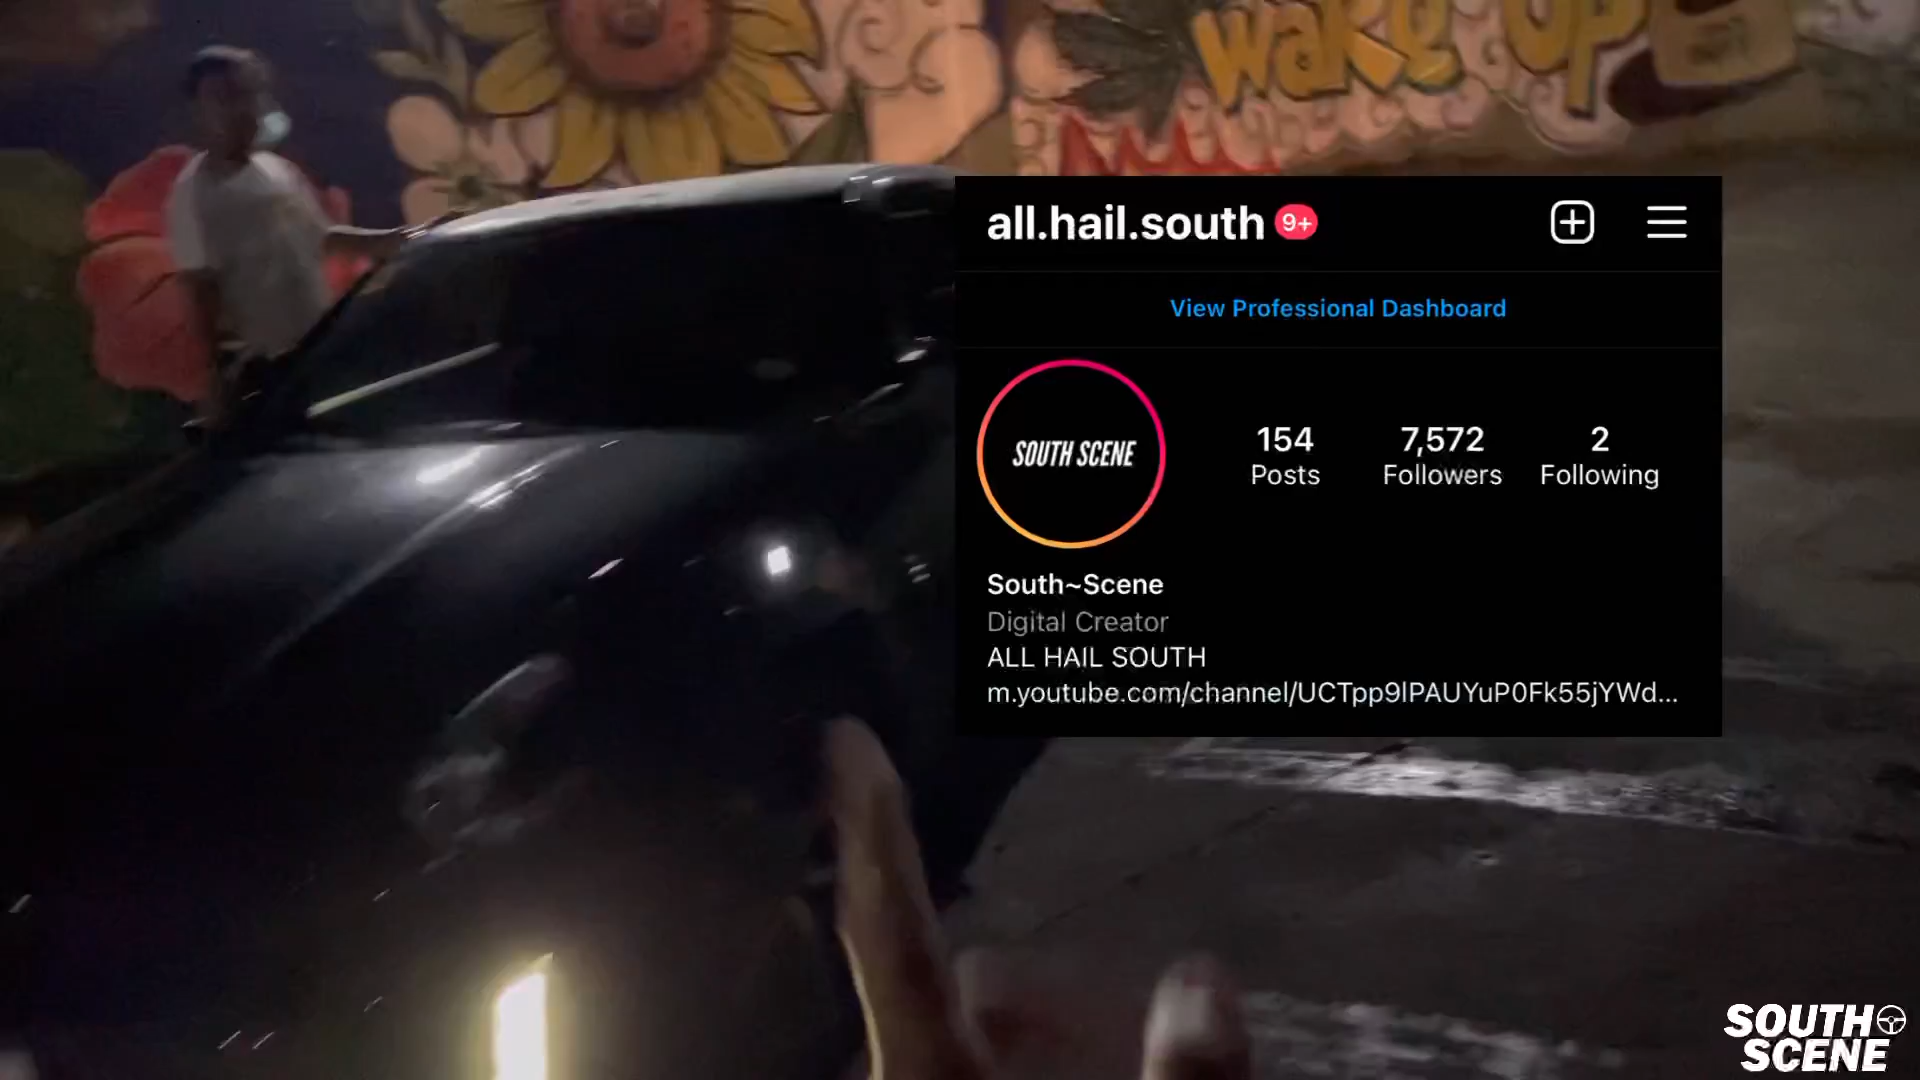 wake up
all.hail.south 9+
View Professional Dashboard
SOUTH SCENE
154
Posts
7,572
Followers
2
Following
South~Scene
Digital Creator
ALL HAIL SOUTH
m.youtube.com/channel/UCTpp9lPAUYuP0Fk55jYWd...
SOUTH
SCENE